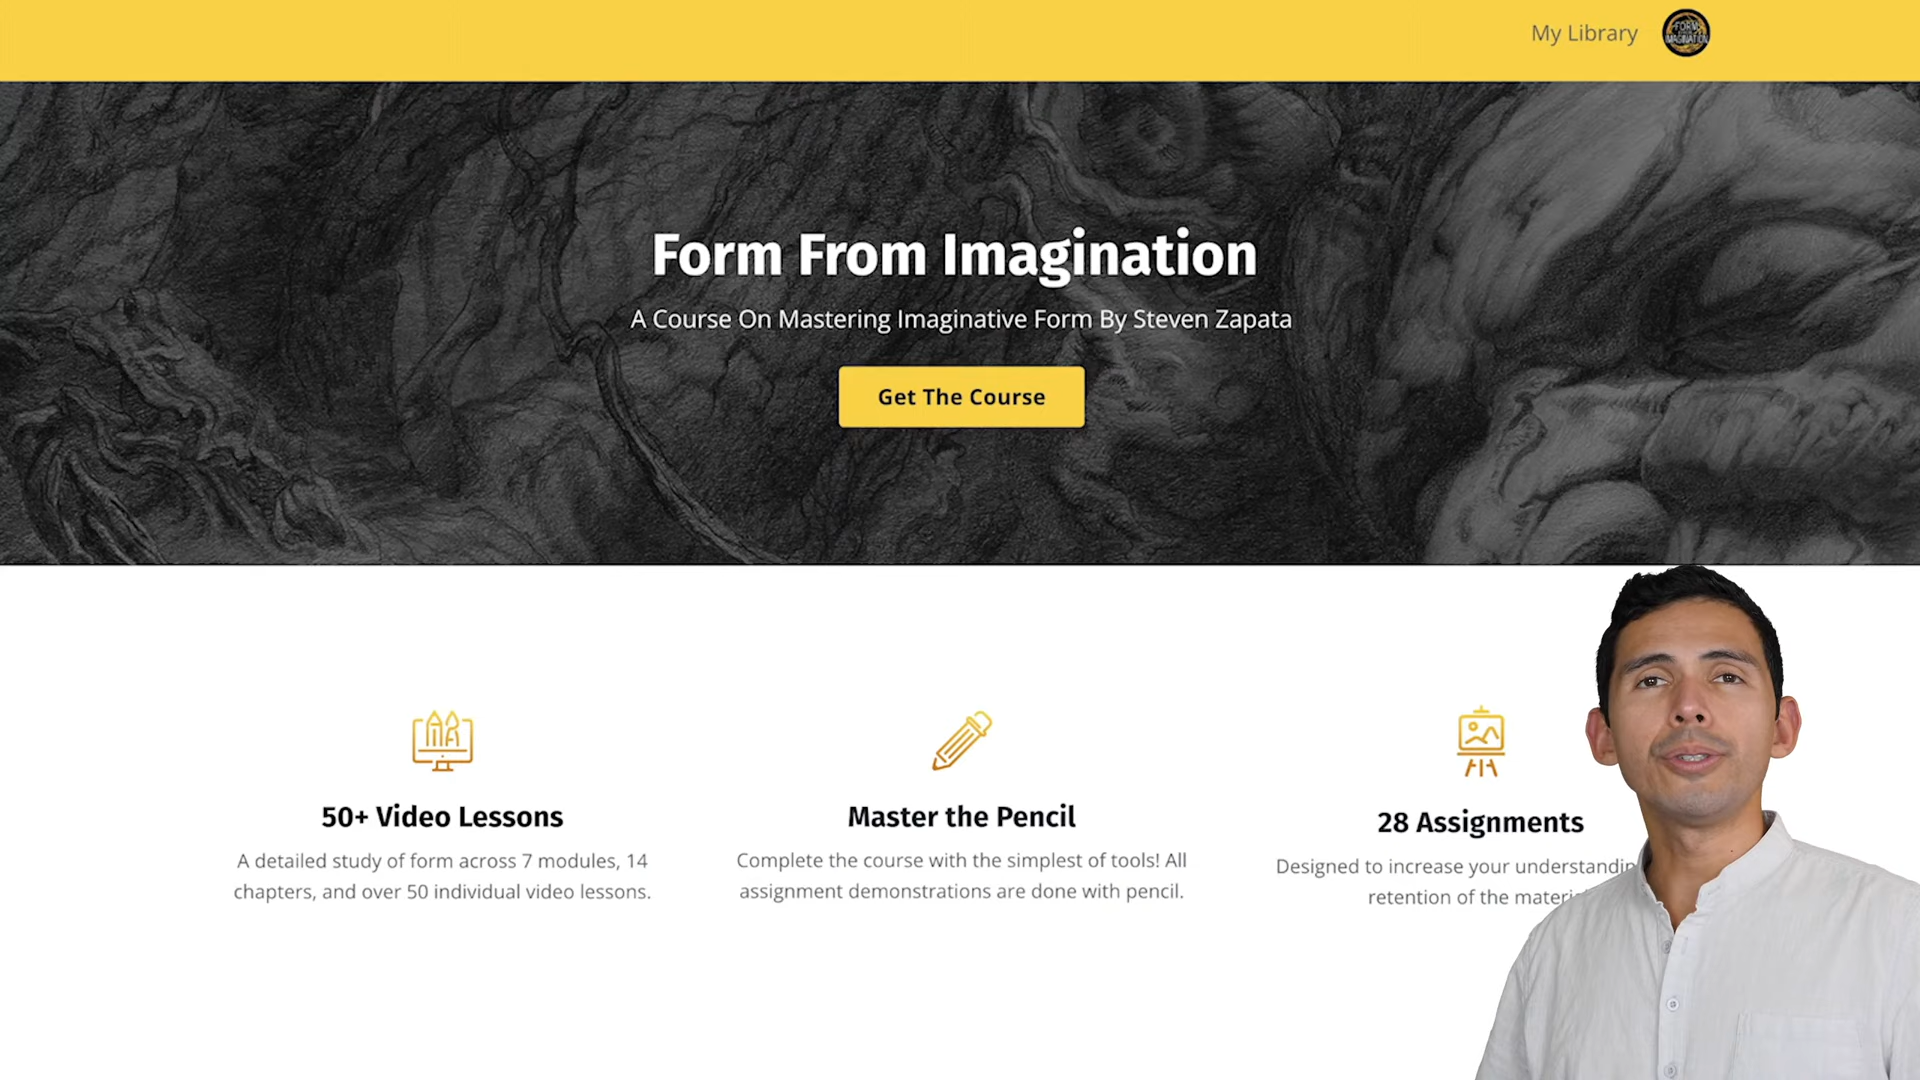 My Library
FORM
IMAGINATION
Form From Imagination
A Course On Mastering Imaginative Form By Steven Zapata
Get The Course
50+ Video Lessons
A detailed study of form across 7 modules, 14
chapters, and over 50 individual video lessons.
Master the Pencil
Complete the course with the simplest of tools! All
assignment demonstrations are done with pencil.
28 Assignments
Designed to increase your
retention of the